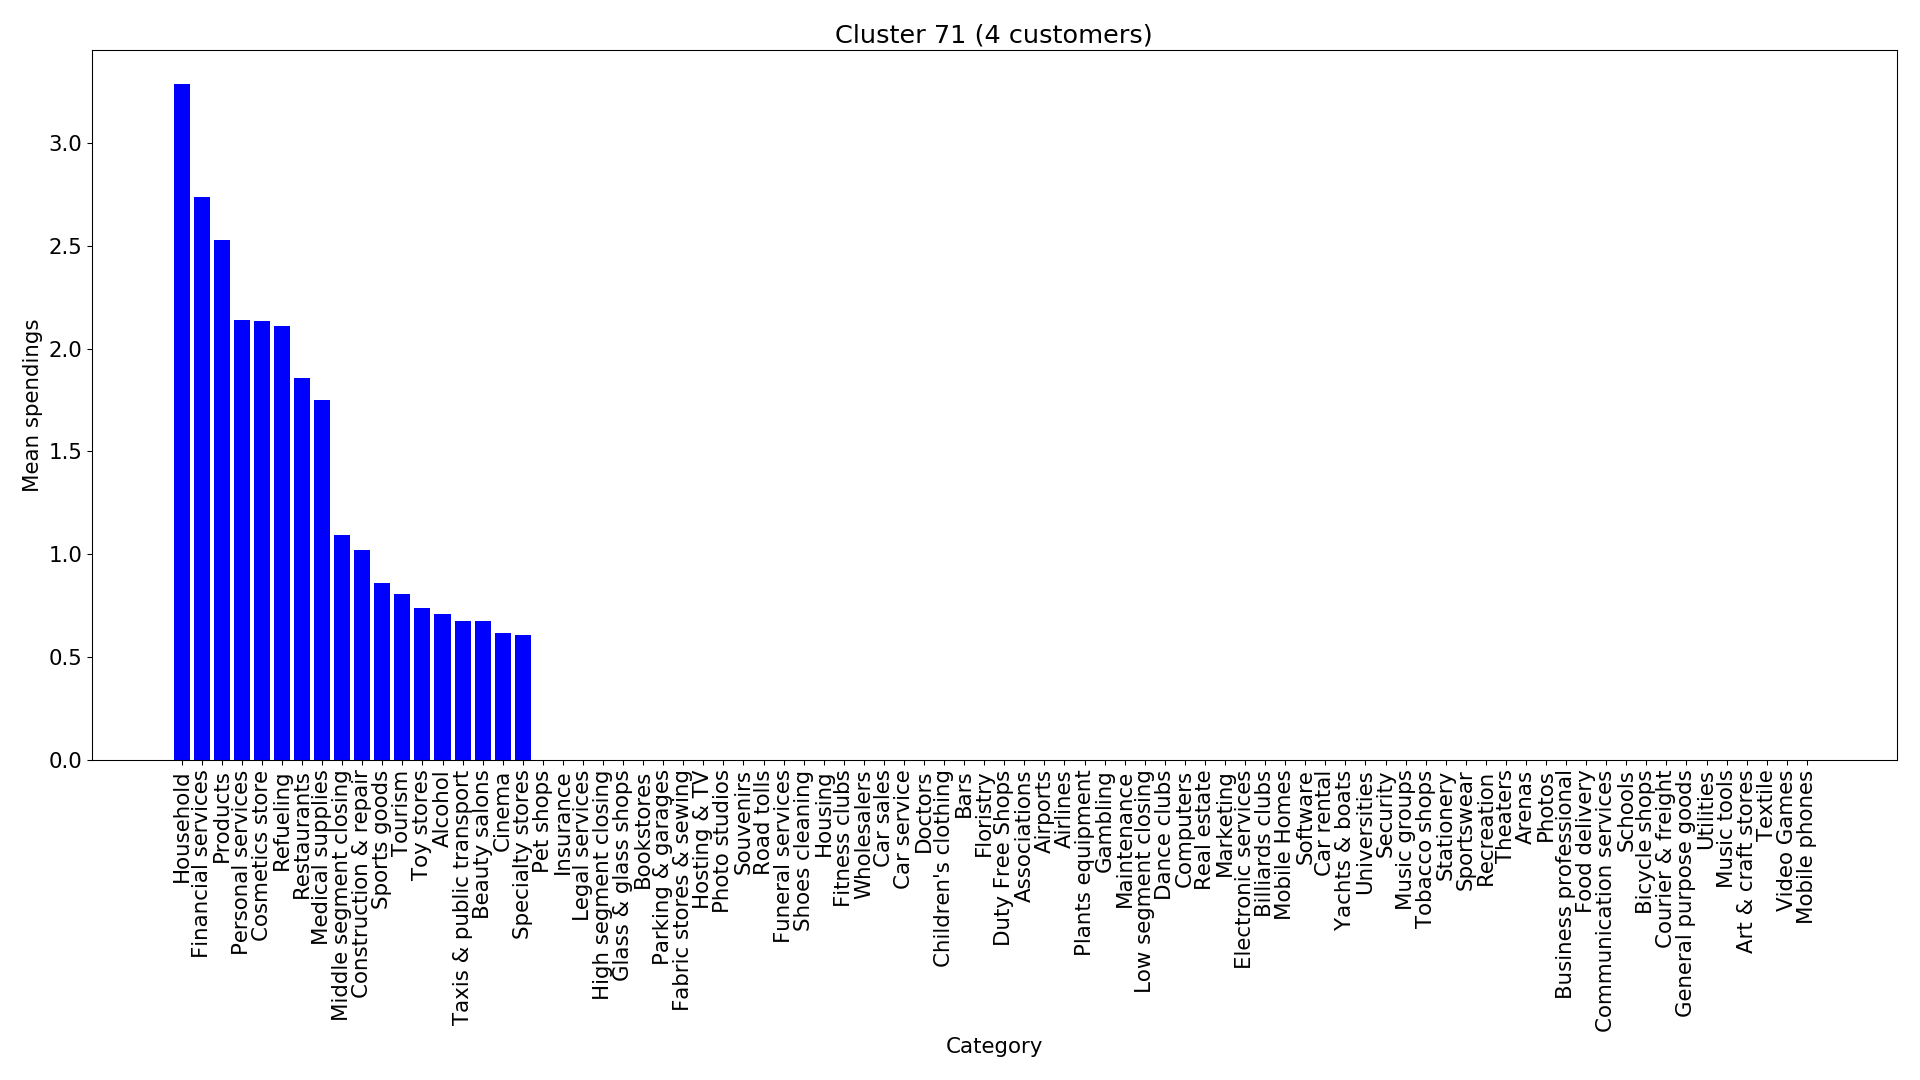 Cluster 71 (4 customers)
Mean spendings
3.0
2.5
2.0
1.5
1.0
0.5
0.0
Household
Financial services
Products
Personal services
Cosmetics store
Refueling
Restaurants
Medical supplies
Middle segment closing
Construction & repair
Sports goods
Tourism
Toy stores
Alcohol
Taxis & public transport
Beauty salons
Cinema
Specialty stores
Pet shops
Insurance
Legal services
High segment closing
Glass & glass shops
Bookstores
Parking & garages
Fabric stores & sewing
Hosting & TV
Photo studios
Souvenirs
Road tolls
Funeral services
Shoes cleaning
Housing
Fitness clubs
Wholesalers
Car sales
Car service
Doctors
Children's clothing
Bars
Floristry
Duty Free Shops
Associations
Airports
Airlines
Plants equipment
Gambling
Maintenance
Low segment closing
Dance clubs
Computers
Real estate
Marketing
Electronic services
Billiards clubs
Mobile Homes
Software
Car rental
Yachts & boats
Universities
Security
Music groups
Tobacco shops
Stationery
Sportswear
Recreation
Theaters
Arenas
Photos
Business professional
Food delivery
Communication services
Schools
Bicycle shops
Courier & freight
General purpose goods
Utilities
Music tools
Art & craft stores
Textile
Video Games
Mobile phones
Category